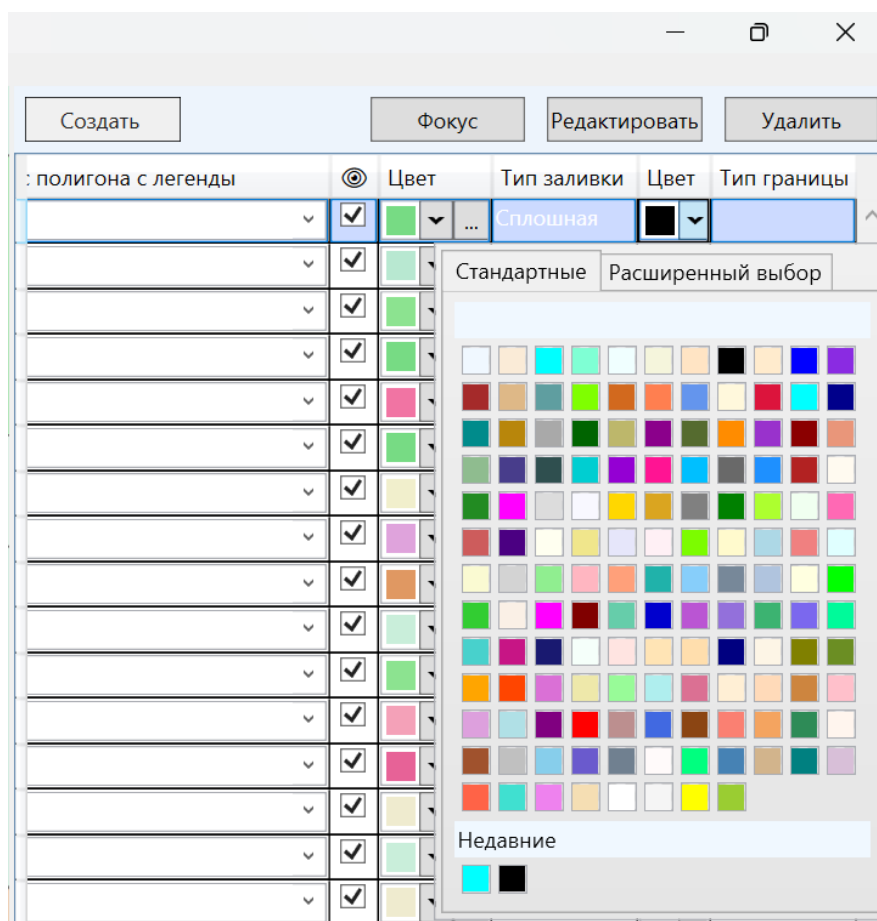 Создать
Фокус
Редактировать
Удалить
: полигона с легенды
Цвет
Тип заливки
Цвет
Тип границы
...
Сплошная
Стандартные
Расширенный выбор
Недавние